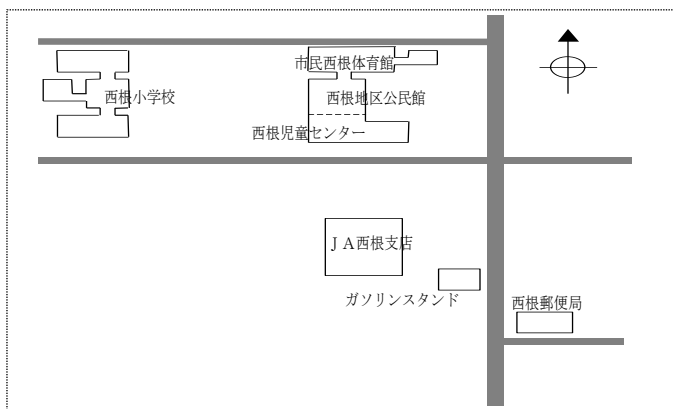 市民西根体育館
西根小学校
西根地区公民館
西根児童センター
ＪＡ西根支店
ガソリンスタンド
西根郵便局